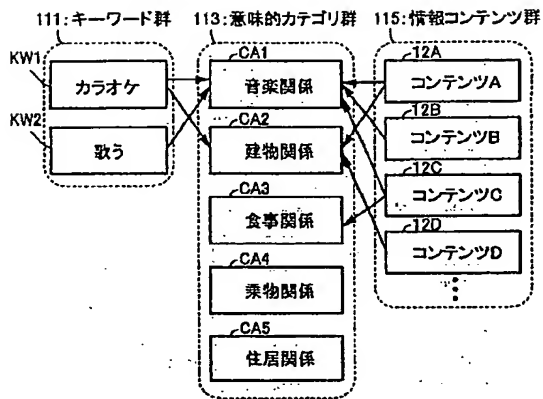 111:キーワード群
113:意味的カテゴリ群
115:情報コンテンツ群
KW1
カラオケ
KW2
歌う
CA1
音楽関係
CA2
建物関係
CA3
食事関係
CA4
乗物関係
CA5
住居関係
12A
コンテンツA
12B
コンテンツB
12C
コンテンツC
12D
コンテンツD